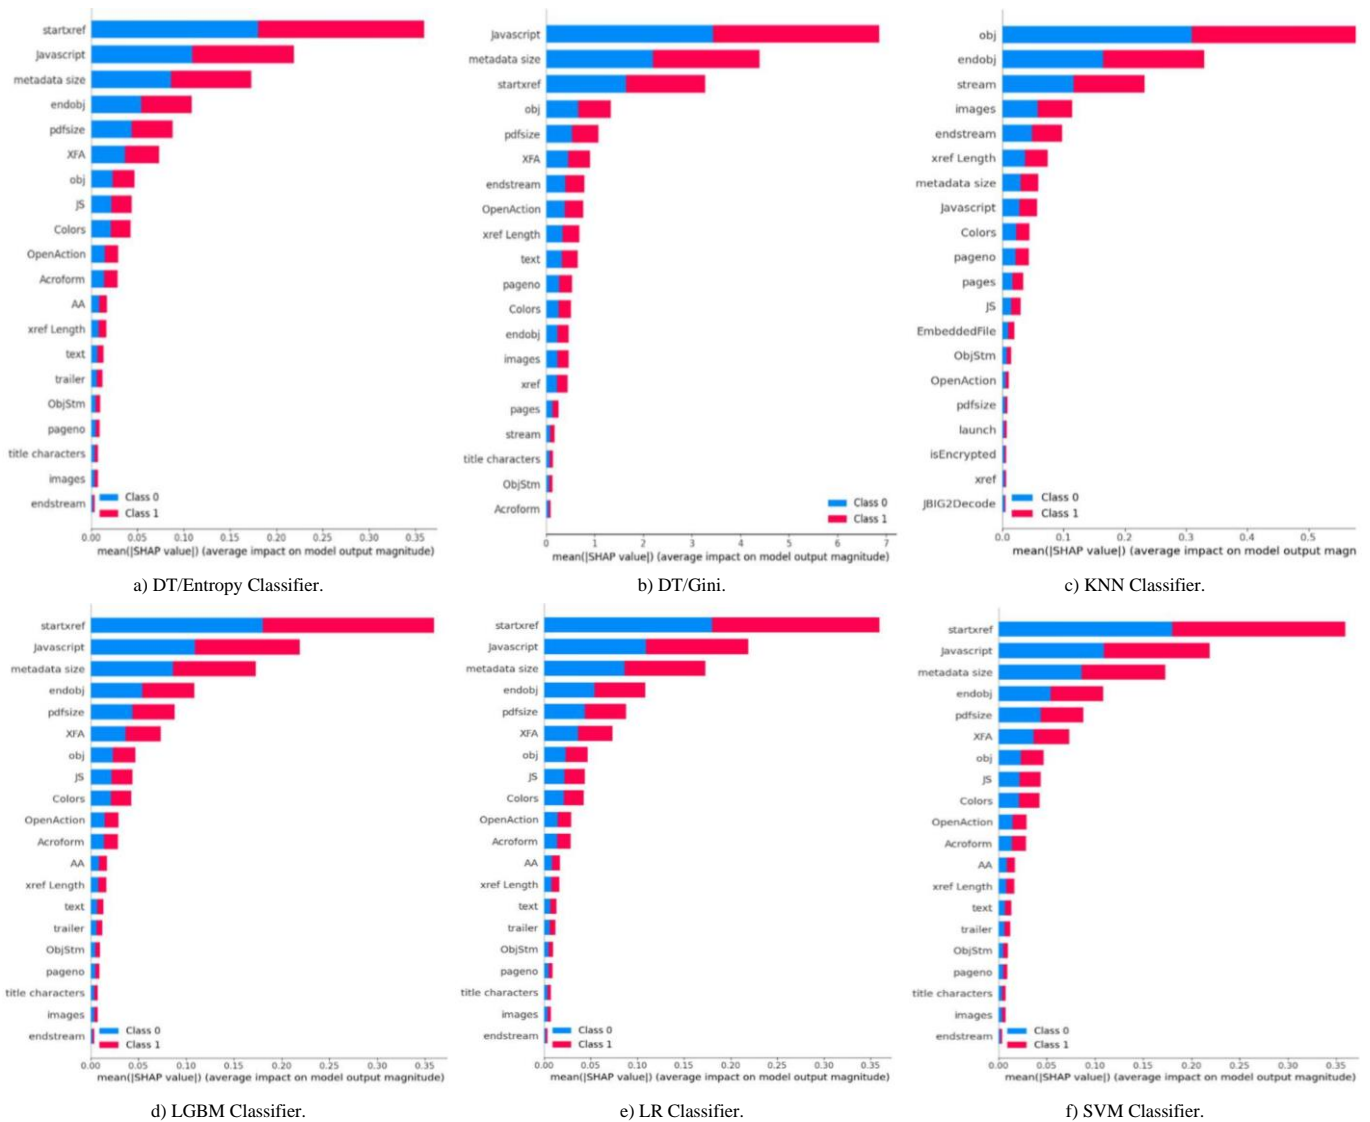 startxref
Javascript
metadata size
endobj
pdfsize
XFA
obj
JS
Colors
OpenAction
Acroform
AA
xref Length
text
trailer
ObjStm
pageno
title characters
images
endstream
Class 0
Class 1
0.00 0.05 0.10 0.15 0.20 0.25 0.30 0.35
mean(|SHAP value|) (average impact on model output magnitude)
a) DT/Entropy Classifier.
Javascript
metadata size
startxref
obj
pdfsize
XFA
endstream
OpenAction
xref Length
text
pageno
Colors
endobj
images
xref
pages
stream
title characters
ObjStm
Acroform
Class 0
Class 1
0 1 2 3 4 5 6 7
mean(|SHAP value|) (average impact on model output magnitude)
b) DT/Gini.
obj
endobj
stream
images
endstream
xref Length
metadata size
Javascript
Colors
pageno
pages
JS
EmbeddedFile
ObjStm
OpenAction
pdfsize
launch
isEncrypted
xref
JBIG2Decode
Class 0
Class 1
0.0 0.1 0.2 0.3 0.4 0.5
mean(|SHAP value|) (average impact on model output magn
c) KNN Classifier.
startxref
Javascript
metadata size
endobj
pdfsize
XFA
obj
JS
Colors
OpenAction
Acroform
AA
xref Length
text
trailer
ObjStm
pageno
title characters
images
endstream
Class 0
Class 1
0.00 0.05 0.10 0.15 0.20 0.25 0.30 0.35
mean(|SHAP value|) (average impact on model output magnitude)
d) LGBM Classifier.
startxref
Javascript
metadata size
endobj
pdfsize
XFA
obj
JS
Colors
OpenAction
Acroform
AA
xref Length
text
trailer
ObjStm
pageno
title characters
images
endstream
Class 0
Class 1
0.00 0.05 0.10 0.15 0.20 0.25 0.30 0.35
mean(|SHAP value|) (average impact on model output magnitude)
e) LR Classifier.
startxref
Javascript
metadata size
endobj
pdfsize
XFA
obj
JS
Colors
OpenAction
Acroform
AA
xref Length
text
trailer
ObjStm
pageno
title characters
images
endstream
Class 0
Class 1
0.00 0.05 0.10 0.15 0.20 0.25 0.30 0.35
mean(|SHAP value|) (average impact on model output magnitude)
f) SVM Classifier.